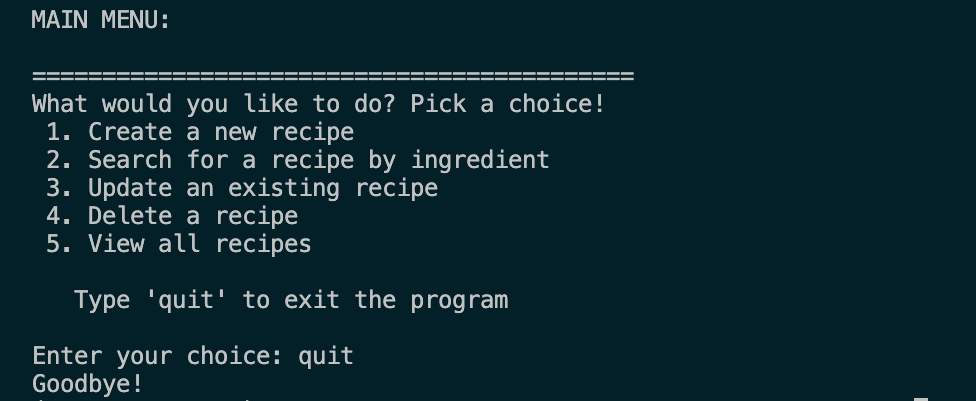 MAIN MENU:
===========================================
What would you like to do? Pick a choice!
1. Create a new recipe
2. Search for a recipe by ingredient
3. Update an existing recipe
4. Delete a recipe
5. View all recipes
Type 'quit' to exit the program
Enter your choice: quit
Goodbye!